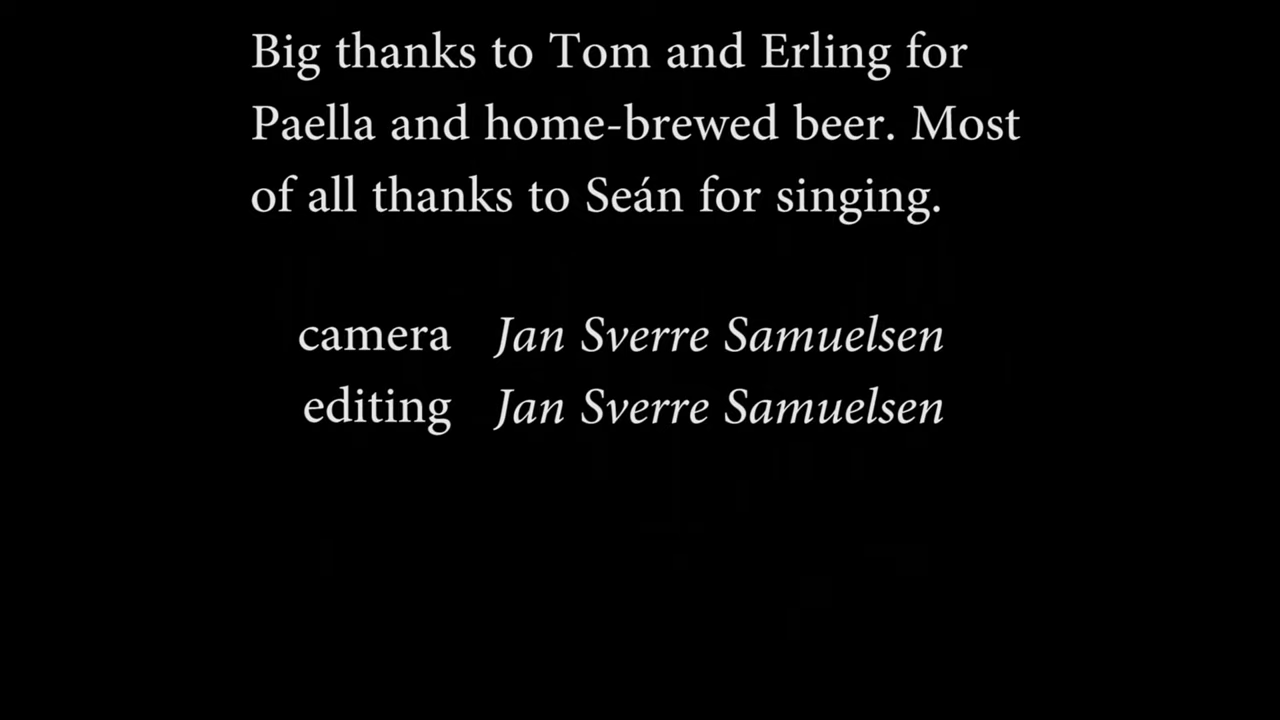 Big thanks to Tom and Erling for
Paella and home-brewed beer. Most
of all thanks to Seán for singing.
camera Jan Sverre Samuelsen
editing Jan Sverre Samuelsen